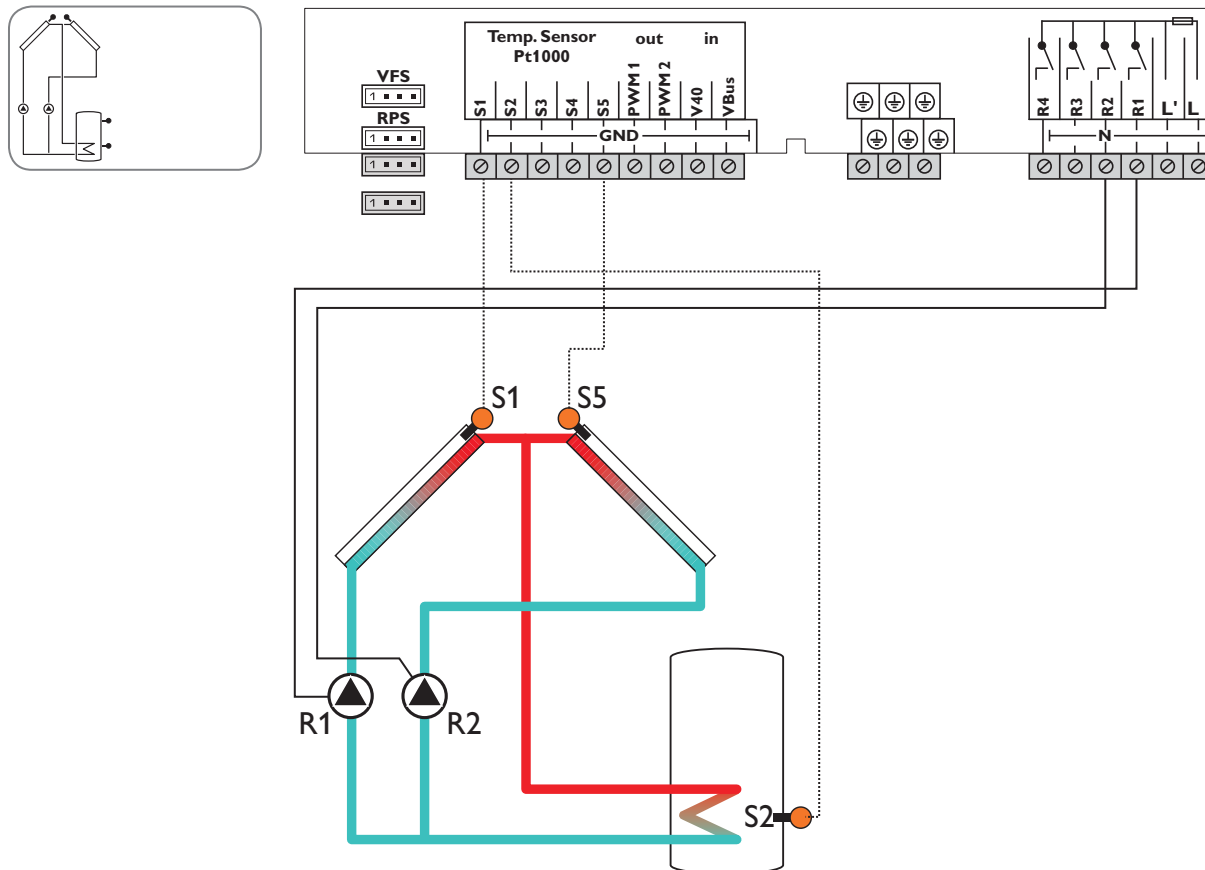 Temp. Sensor out in
Pt1000
VFS
1
RPS
1
1
1
S1 S2 S3 S4 S5 PWM 1 PWM 2 V40 VBus
GND
R4 R3 R2 R1 L' L
N
S1 S5
R1 R2
S2